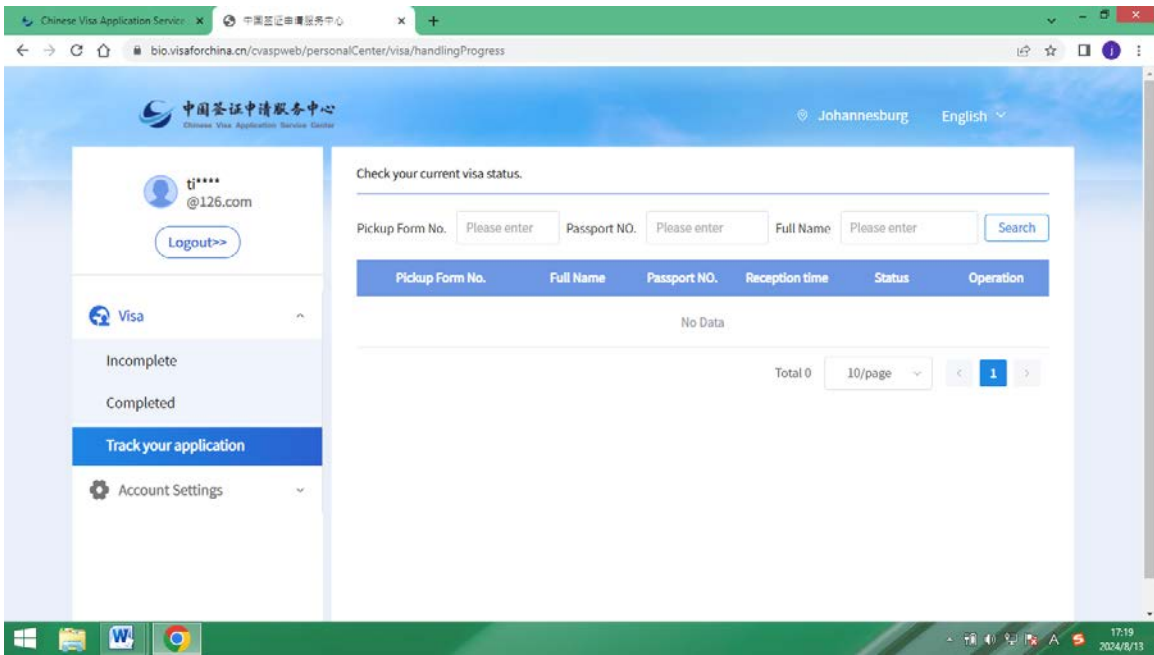 Chinese Visa Application Service
中国签证申请服务中心
bio.visaforchina.cn/cvaspweb/personalCenter/visa/handlingProgress
j
中国签证申请服务中心
Chinese Visa Application Service Center
Johannesburg
English
ti****
@126.com
Logout>>
Visa
Incomplete
Completed
Track your application
Account Settings
Check your current visa status.
Pickup Form No. Please enter Passport NO. Please enter Full Name Please enter Search
Pickup Form No. Full Name Passport NO. Reception time Status Operation
No Data
Total 0 10/page < 1 >
W
A
17:19
2024/8/13